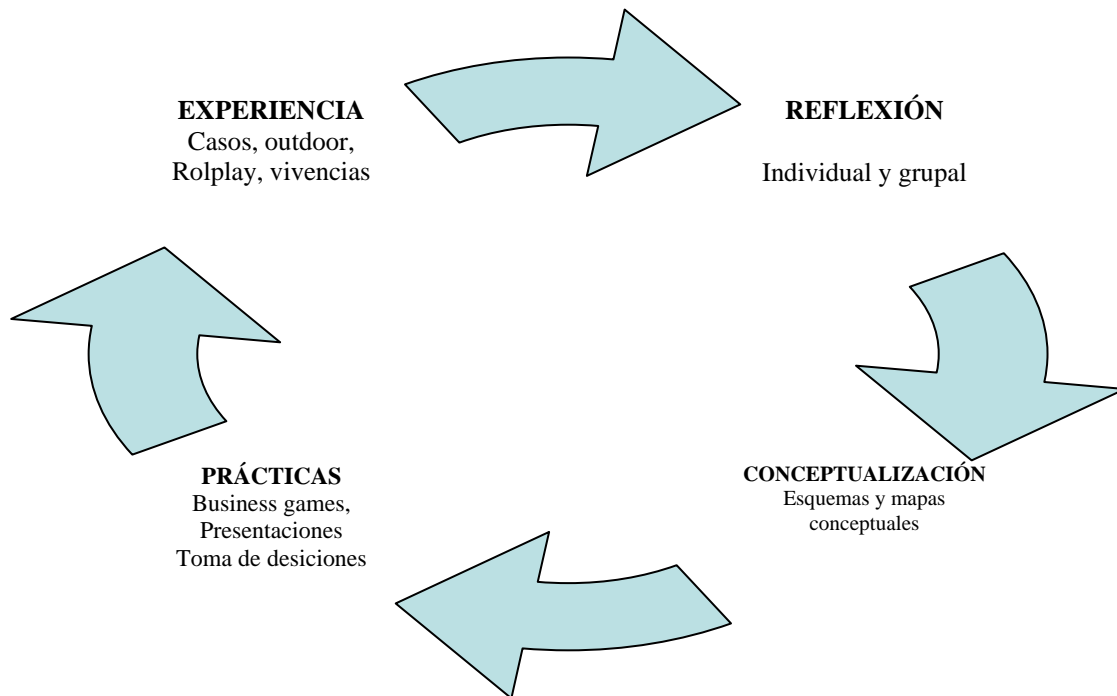 EXPERIENCIA
Casos, outdoor,
Rolplay, vivencias
REFLEXIÓN
Individual y grupal
CONCEPTUALIZACIÓN
Esquemas y mapas
conceptuales
PRÁCTICAS
Business games,
Presentaciones
Toma de desiciones